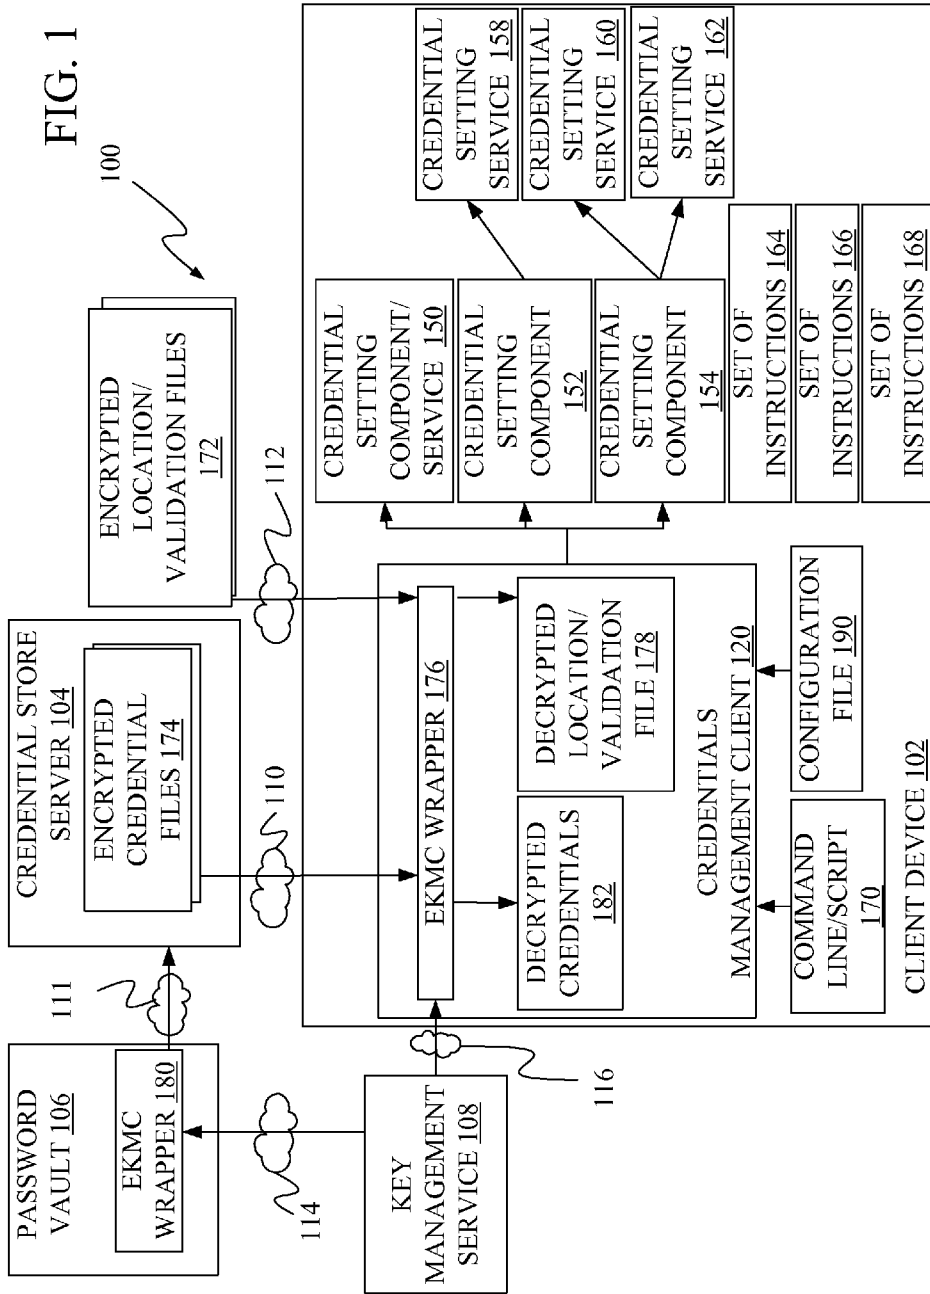 FIG. 1
100
PASSWORD
VAULT 106
EKMC
WRAPPER 180
111
CREDENTIAL STORE
SERVER 104
ENCRYPTED
CREDENTIAL
FILES 174
ENCRYPTED
LOCATION/
VALIDATION FILES
172
114
110
112
KEY
MANAGEMENT
SERVICE 108
116
EKMC WRAPPER 176
DECRYPTED
CREDENTIALS
182
DECRYPTED
LOCATION/
VALIDATION
FILE 178
CREDENTIALS
MANAGEMENT CLIENT 120
COMMAND
LINE/SCRIPT
170
CONFIGURATION
FILE 190
CLIENT DEVICE 102
CREDENTIAL
SETTING
COMPONENT/
SERVICE 150
CREDENTIAL
SETTING
COMPONENT
152
CREDENTIAL
SETTING
COMPONENT
154
CREDENTIAL
SETTING
SERVICE 158
CREDENTIAL
SETTING
SERVICE 160
CREDENTIAL
SETTING
SERVICE 162
SET OF
INSTRUCTIONS 164
SET OF
INSTRUCTIONS 166
SET OF
INSTRUCTIONS 168